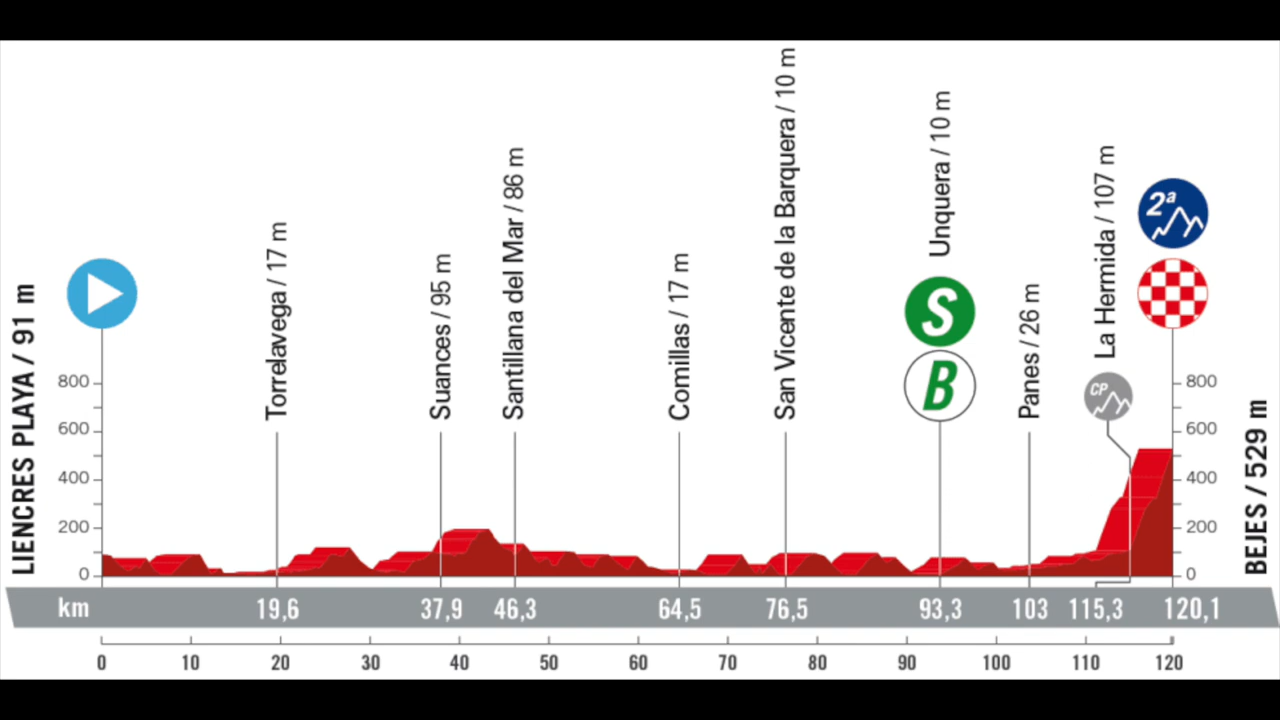 LIENCRES PLAYA / 91 m
Torrelavega / 17 m
Suances / 95 m
Santillana del Mar / 86 m
Comillas / 17 m
San Vicente de la Barquera / 10 m
Unquera / 10 m
S
B
Panes / 26 m
La Hermida / 107 m
CP
2ª
BEJES / 529 m
800
600
400
200
0
800
600
400
200
0
km 19,6 37,9 46,3 64,5 76,5 93,3 103 115,3 120,1
0 10 20 30 40 50 60 70 80 90 100 110 120